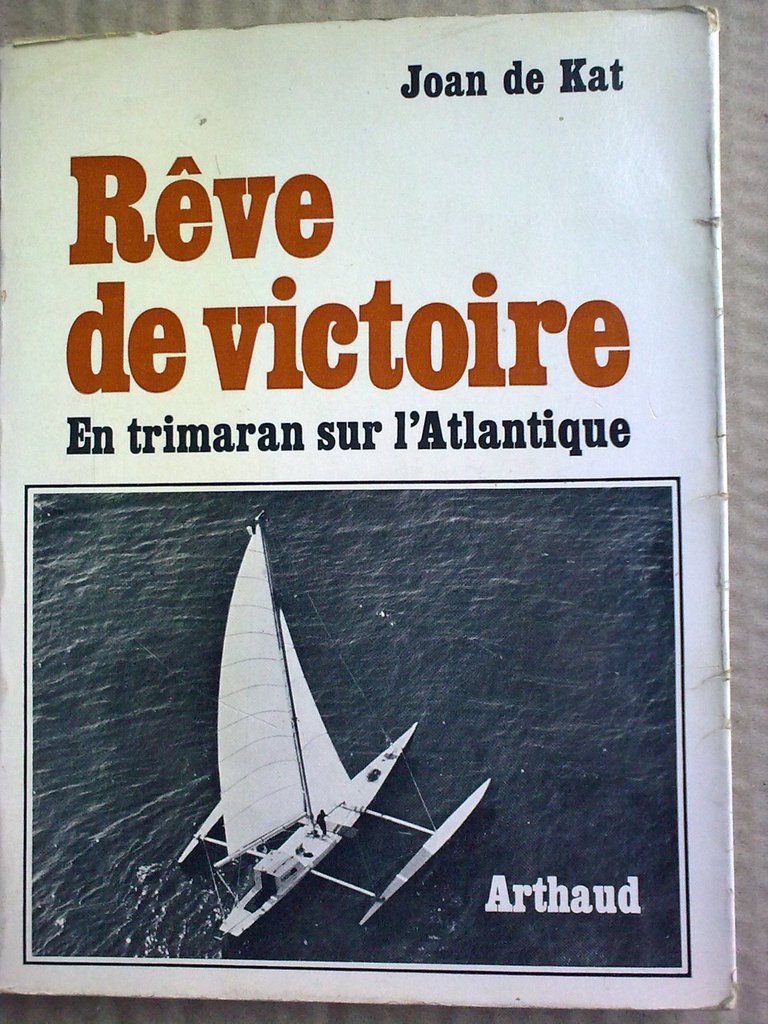 Joan de Kat
Rêve
de victoire
En trimaran sur l'Atlantique
Arthaud